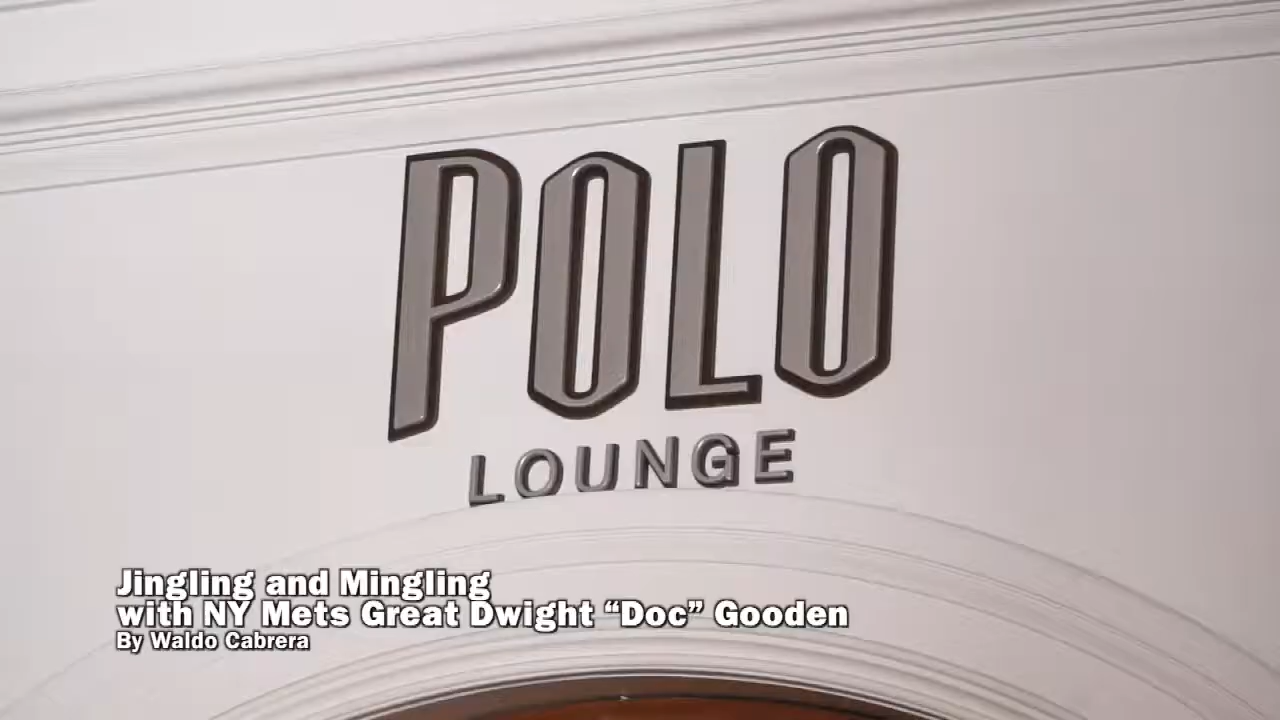 POLO
LOUNGE
Jingling and Mingling
with NY Mets Great Dwight “Doc” Gooden
By Waldo Cabrera